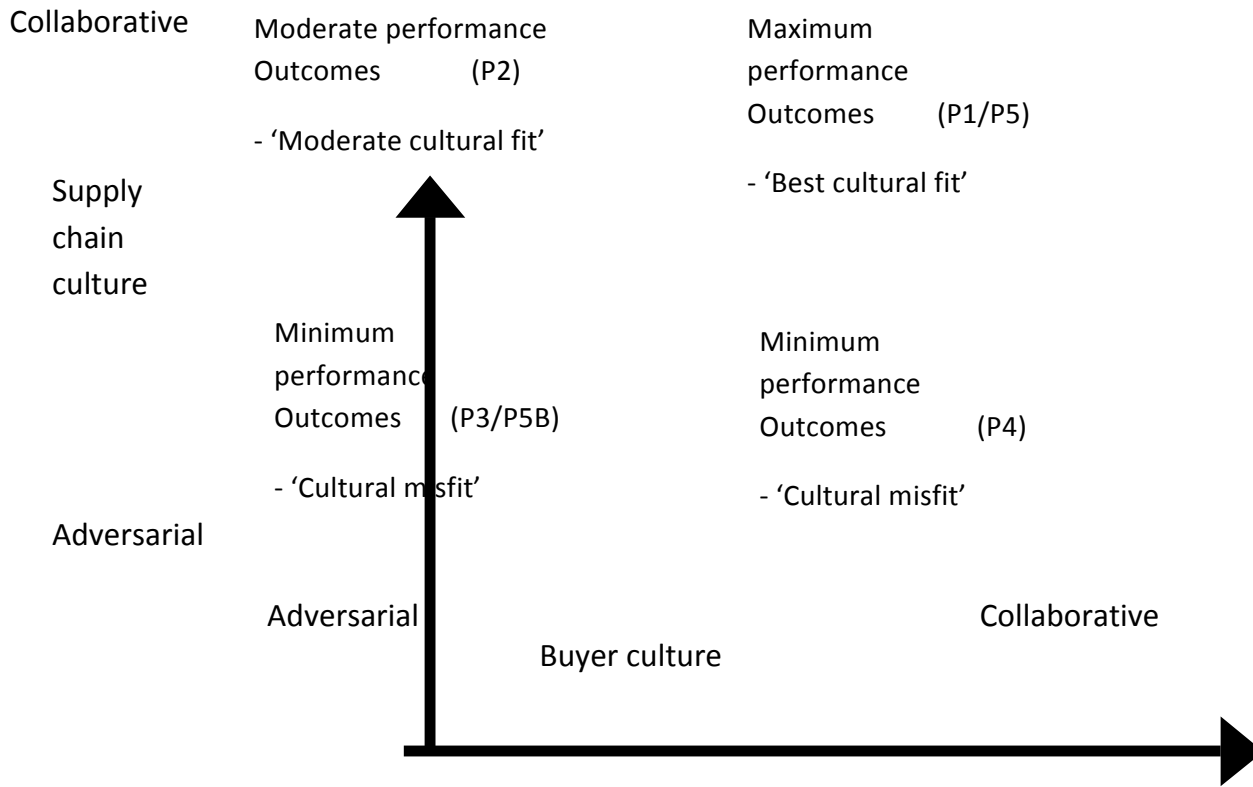 Collaborative
Moderate performance
Outcomes (P2)
- ‘Moderate cultural fit’
Maximum
performance
Outcomes (P1/P5)
- ‘Best cultural fit’
Supply
chain
culture
Minimum
performance
Outcomes (P3/P5B)
- ‘Cultural misfit’
Minimum
performance
Outcomes (P4)
- ‘Cultural misfit’
Adversarial
Adversarial
Collaborative
Buyer culture